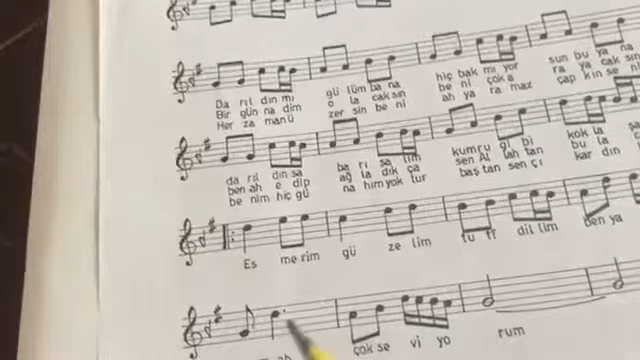 Da rıl dın mı gü lüm ba na hiç bak mı yor sun bu ya na
Bir gün na dim o la cak sın be ni çok a ra ya cak sın
Her za man ü zer sin be ni ah ya ra maz çap kın se ni
da rıl dın sa ba rı şa lım kumru gi bi kok la
ben ah e dip ağ la dık ça sen Al lah tan bu la
be nim hiç gü na hım yok tur baş tan sen çı kar dın
Es me rim gü ze lim tu ti dil lim ben ya
ah çok se vi yo rum